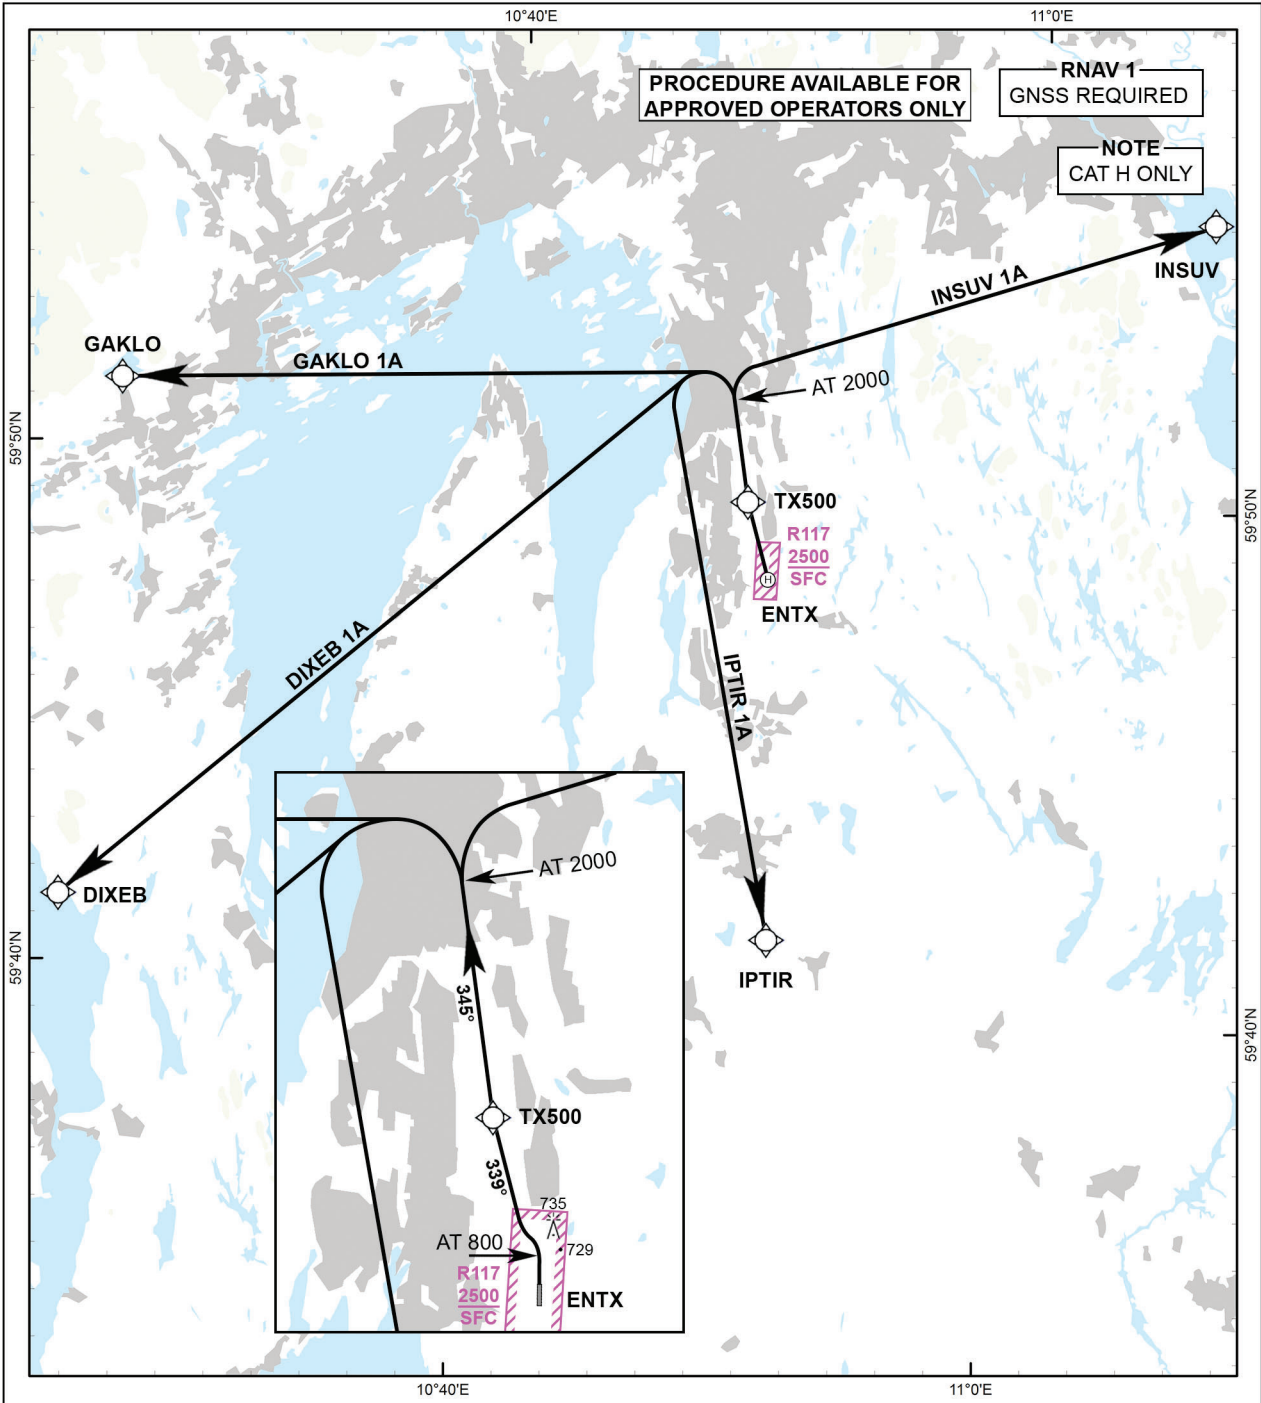 10°40'E
11°0'E
PROCEDURE AVAILABLE FOR
APPROVED OPERATORS ONLY
RNAV 1
GNSS REQUIRED
NOTE
CAT H ONLY
INSUV
INSUV 1A
GAKLO
GAKLO 1A
AT 2000
59°50'N
TX500
59°50'N
R117
2500
SFC
H
ENTX
DIXEB 1A
IPTIR 1A
DIXEB
IPTIR
59°40'N
59°40'N
AT 2000
345°
TX500
339°
735
AT 800
729
R117
2500
SFC
ENTX
10°40'E
11°0'E